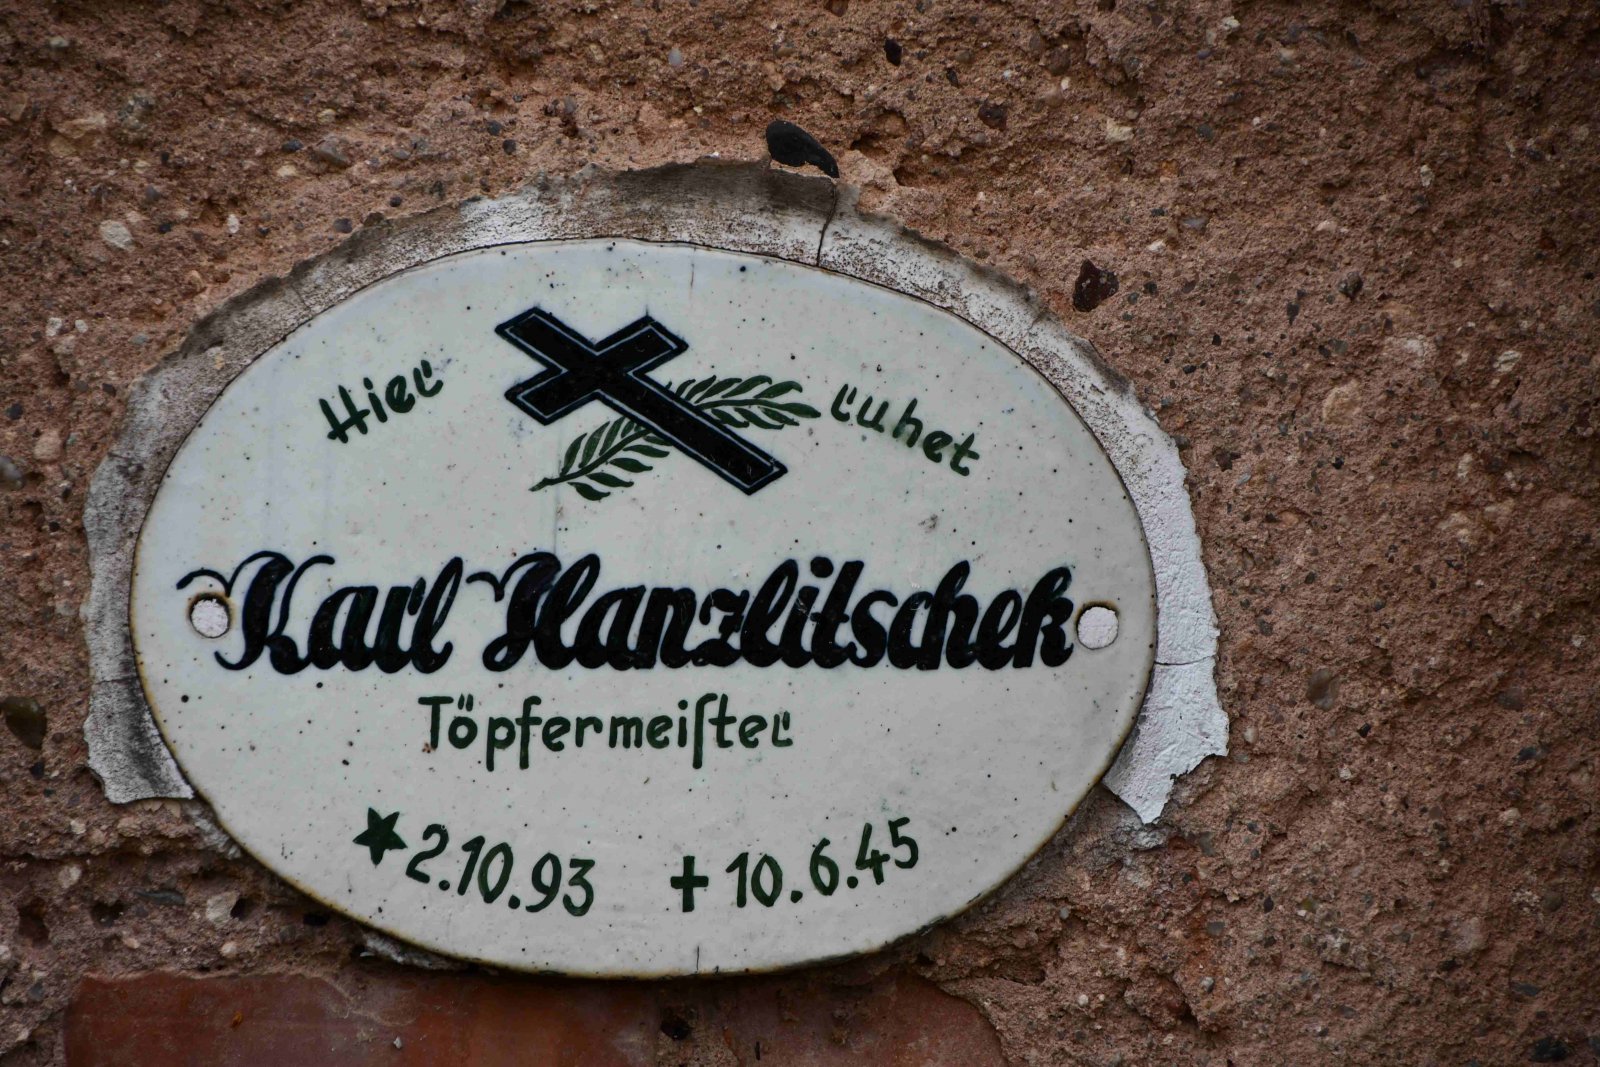 Hier ruhet
Karl Hanzlitschek
Töpfermeiſter
★ 2.10.93 ✝ 10.6.45